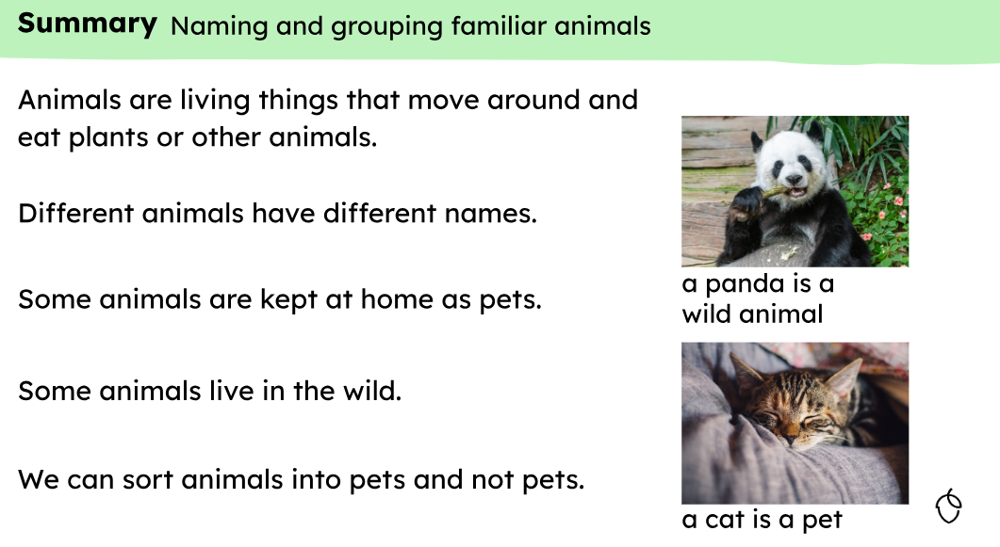 Summary Naming and grouping familiar animals
Animals are living things that move around and
eat plants or other animals.
Different animals have different names.
Some animals are kept at home as pets.
Some animals live in the wild.
We can sort animals into pets and not pets.
a panda is a
wild animal
a cat is a pet